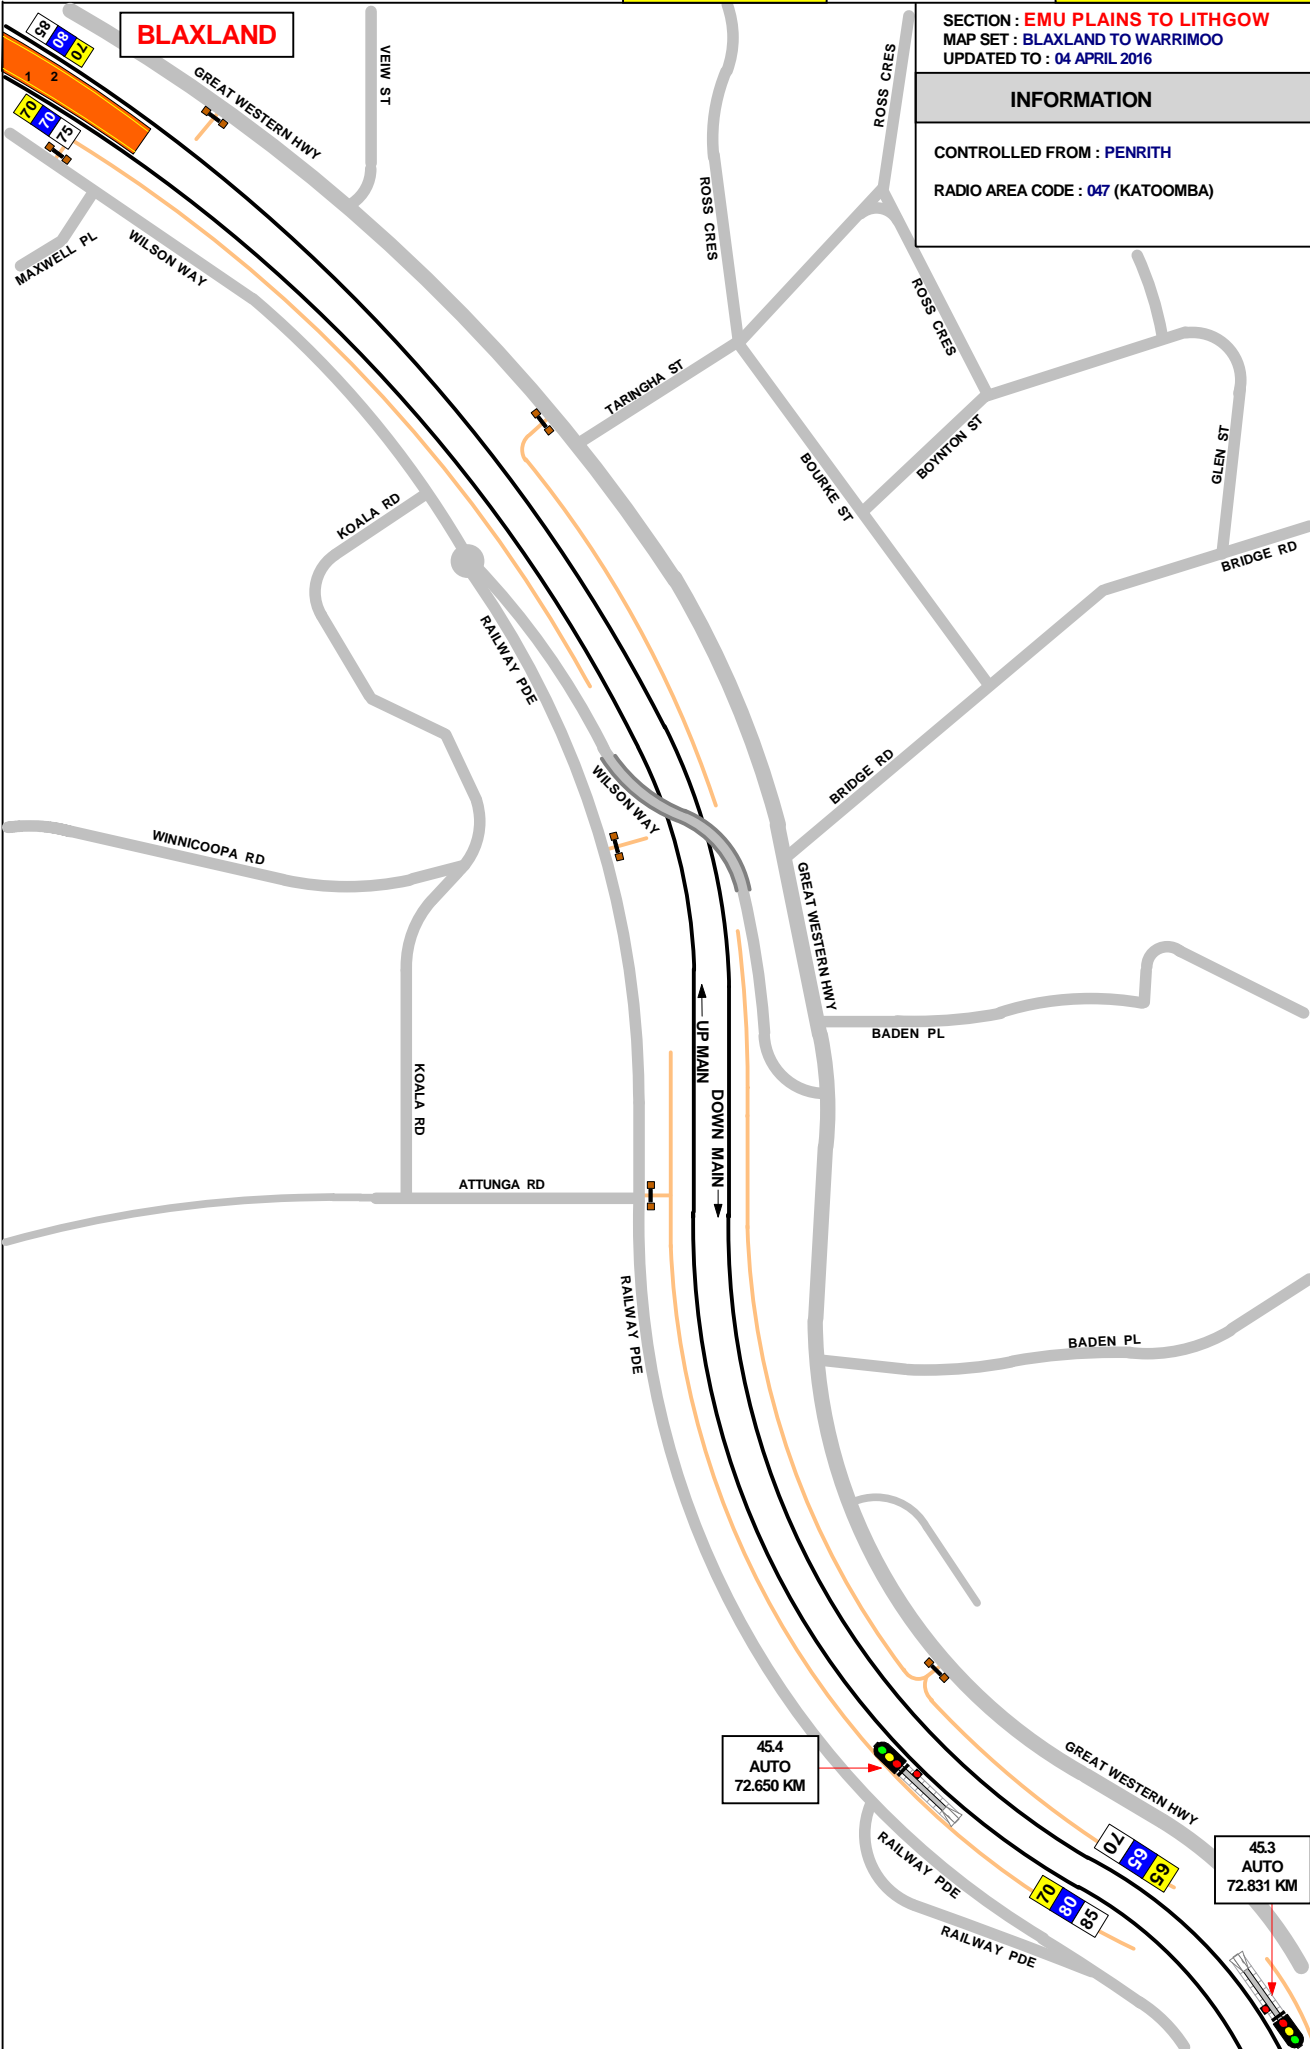 BLAXLAND
SECTION : EMU PLAINS TO LITHGOW
MAP SET : BLAXLAND TO WARRIMOO
UPDATED TO : 04 APRIL 2016
INFORMATION
CONTROLLED FROM : PENRITH
RADIO AREA CODE : 047 (KATOOMBA)
85
80
70
1 2
70
70
75
GREAT WESTERN HWY
VEIW ST
ROSS CRES
ROSS CRES
MAXWELL PL
WILSON WAY
ROSS CRES
TARINGHA ST
BOYNTON ST
BOURKE ST
GLEN ST
BRIDGE RD
KOALA RD
RAILWAY PDE
BRIDGE RD
WILSON WAY
WINNICOOPA RD
GREAT WESTERN HWY
BADEN PL
UP MAIN
DOWN MAIN
KOALA RD
ATTUNGA RD
RAILWAY PDE
BADEN PL
45.4
AUTO
72.650 KM
GREAT WESTERN HWY
70
65
65
45.3
AUTO
72.831 KM
RAILWAY PDE
70
80
85
RAILWAY PDE